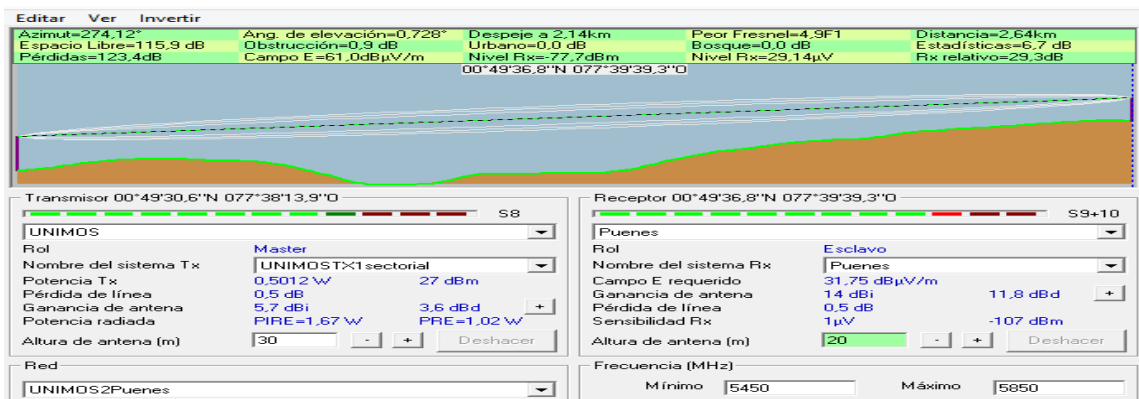 Editar Ver Invertir
Azimut=274,12° Ang. de elevación=0,728° Despeje a 2,14km Peor Fresnel=4,9F1 Distancia=2,64km
Espacio Libre=115,9 dB Obstrucción=0,9 dB Urbano=0,0 dB Bosque=0,0 dB Estadísticas=6,7 dB
Pérdidas=123,4dB Campo E=61,0dBµV/m Nivel Rx=-77,7dBm Nivel Rx=29,14µV Rx relativo=29,3dB
00°49'36,8"N 077°39'39,3"O
Transmisor 00°49'30,6"N 077°38'13,9"O
S8
UNIMOS
Rol Master
Nombre del sistema Tx UNIMOSTX1sectorial
Potencia Tx 0,5012 W 27 dBm
Pérdida de línea 0,5 dB
Ganancia de antena 5,7 dBi 3,6 dBd +
Potencia radiada PIRE=1,67 W PRE=1,02 W
Altura de antena (m) 30 - + Deshacer
Red
UNIMOS2Puenes
Receptor 00°49'36,8"N 077°39'39,3"O
S9+10
Puenes
Rol Esclavo
Nombre del sistema Rx Puenes
Campo E requerido 31,75 dBµV/m
Ganancia de antena 14 dBi 11,8 dBd +
Pérdida de línea 0,5 dB
Sensibilidad Rx 1µV -107 dBm
Altura de antena (m) 20 - + Deshacer
Frecuencia (MHz)
Mínimo 5450 Máximo 5850